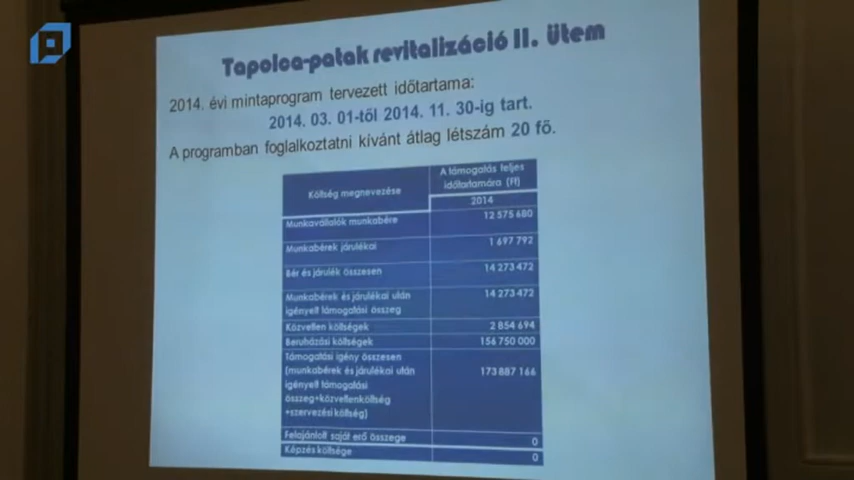 Tapolca-patak revitalizáció II. ütem
2014. évi mintaprogram tervezett időtartama:
2014. 03. 01-től 2014. 11. 30-ig tart.
A programban foglalkoztatni kívánt átlag létszám 20 fő.
Költség megnevezése
A támogatás teljes
időtartamára (Ft)
2014
Munkavállalók munkabére 12 575 680
Munkabérek járulékai 1 697 792
Bér és járulék összesen 14 273 472
Munkabérek és járulékai után 14 273 472
igényelt támogatási összeg
Közvetlen költségek 2 854 694
Beruházási költségek 156 750 000
Támogatási igény összesen
(munkabérek és járulékai után 173 887 166
igényelt támogatási
összeg+közvetlenköltség
+szervezési költség)
Felajánlott saját erő összege 0
Képzés költsége 0